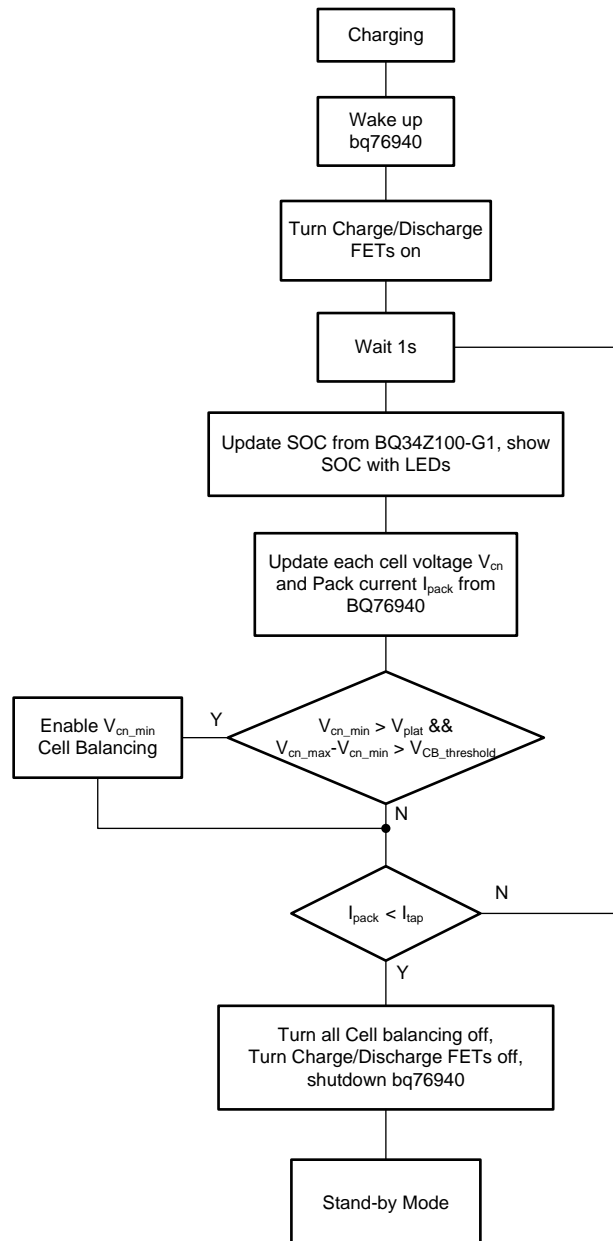 Charging
Wake up
bq76940
Turn Charge/Discharge
FETs on
Wait 1s
Update SOC from BQ34Z100-G1, show
SOC with LEDs
Update each cell voltage Vcn
and Pack current Ipack from
BQ76940
Enable Vcn_min
Cell Balancing
Y
Vcn_min > Vplat &&
Vcn_max-Vcn_min > VCB_threshold
N
Ipack < Itap
N
Y
Turn all Cell balancing off,
Turn Charge/Discharge FETs off,
shutdown bq76940
Stand-by Mode